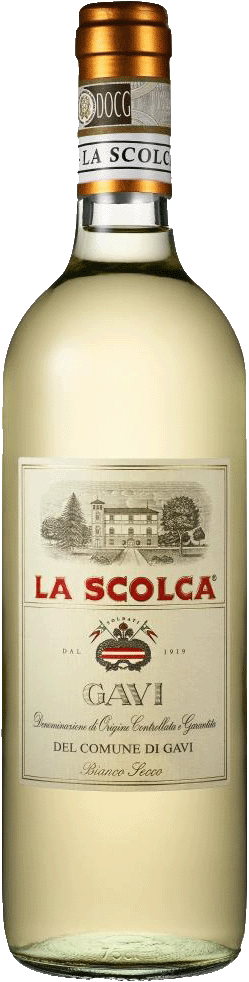 DOCG
LA SCOLCA
LA SCOLCA®
SOLDATI
DAL 1919
GAVI
Denominazione di Origine Controllata e Garantita
DEL COMUNE DI GAVI
Bianco Secco